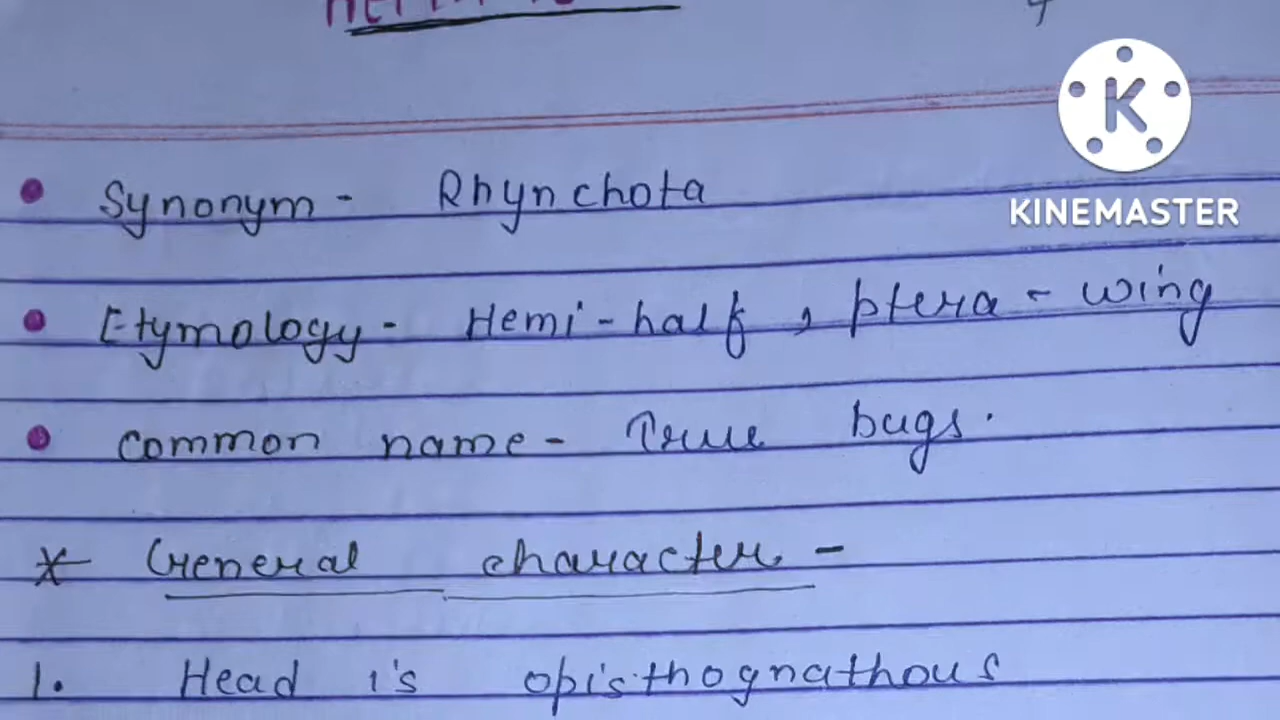 Synonym - Rhynchota
KINEMASTER
Etymology - Hemi - half , ptera - wing
Common name - True bugs.
* General character -
1. Head is opisthognathous